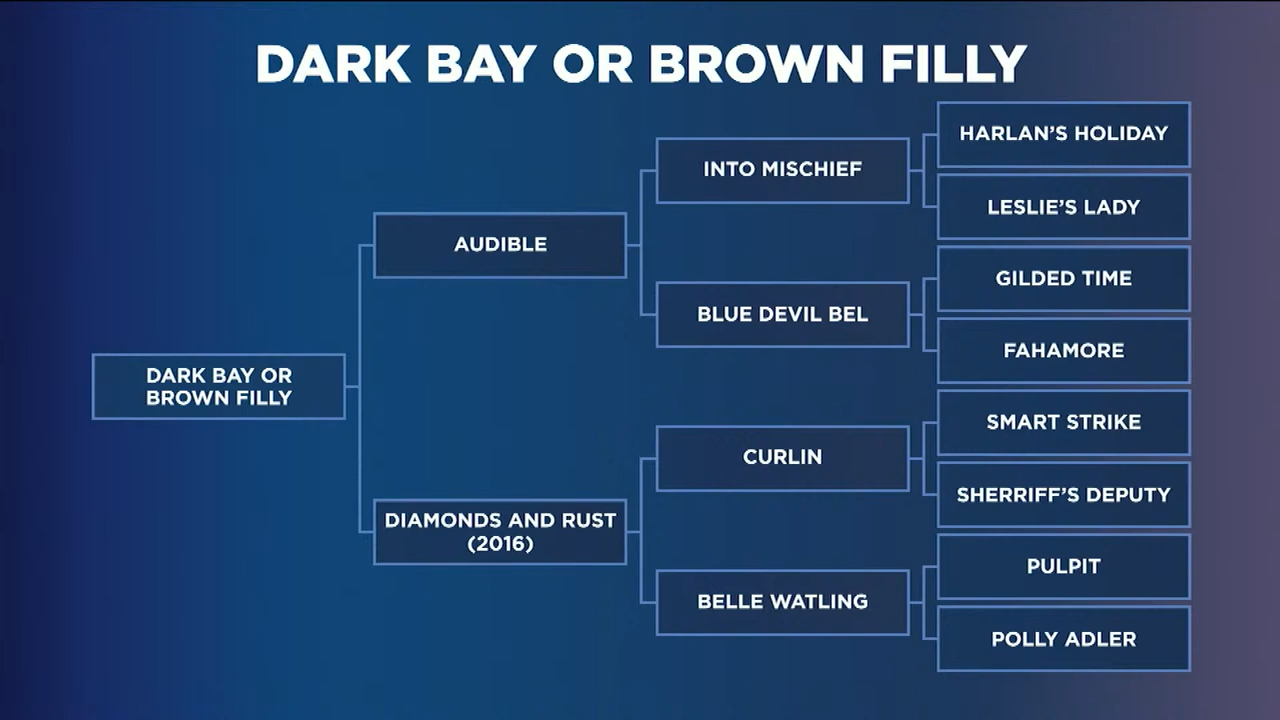 DARK BAY OR BROWN FILLY
HARLAN'S HOLIDAY
INTO MISCHIEF
LESLIE'S LADY
AUDIBLE
GILDED TIME
BLUE DEVIL BEL
FAHAMORE
DARK BAY OR
BROWN FILLY
SMART STRIKE
CURLIN
SHERRIFF'S DEPUTY
DIAMONDS AND RUST
(2016)
PULPIT
BELLE WATLING
POLLY ADLER